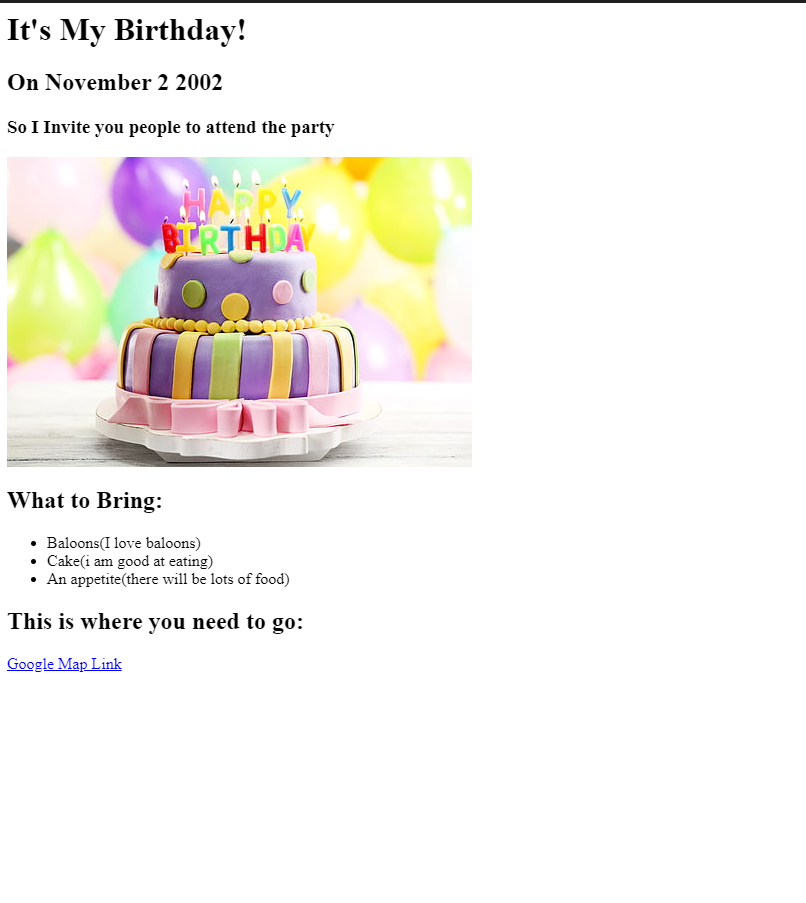 It's My Birthday!
On November 2 2002
So I Invite you people to attend the party
HAPPY
BIRTHDAY
What to Bring:
Baloons(I love baloons)
Cake(i am good at eating)
An appetite(there will be lots of food)
This is where you need to go:
Google Map Link